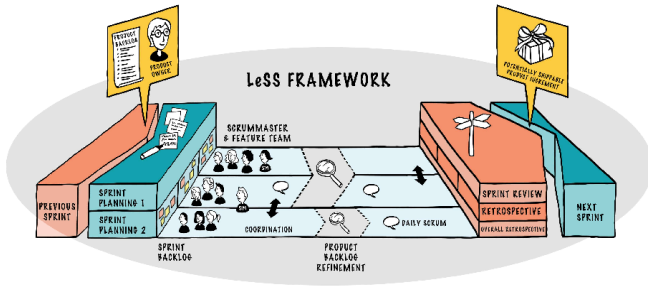 PRODUCT
BACKLOG
PRODUCT
OWNER
LeSS FRAMEWORK
POTENTIALLY SHIPPABLE
PRODUCT INCREMENT
SCRUMMASTER
& FEATURE TEAM
PREVIOUS
SPRINT
SPRINT
PLANNING 1
SPRINT
PLANNING 2
SPRINT
BACKLOG
COORDINATION
PRODUCT
BACKLOG
REFINEMENT
DAILY SCRUM
SPRINT REVIEW
RETROSPECTIVE
OVERALL RETROSPECTIVE
NEXT
SPRINT